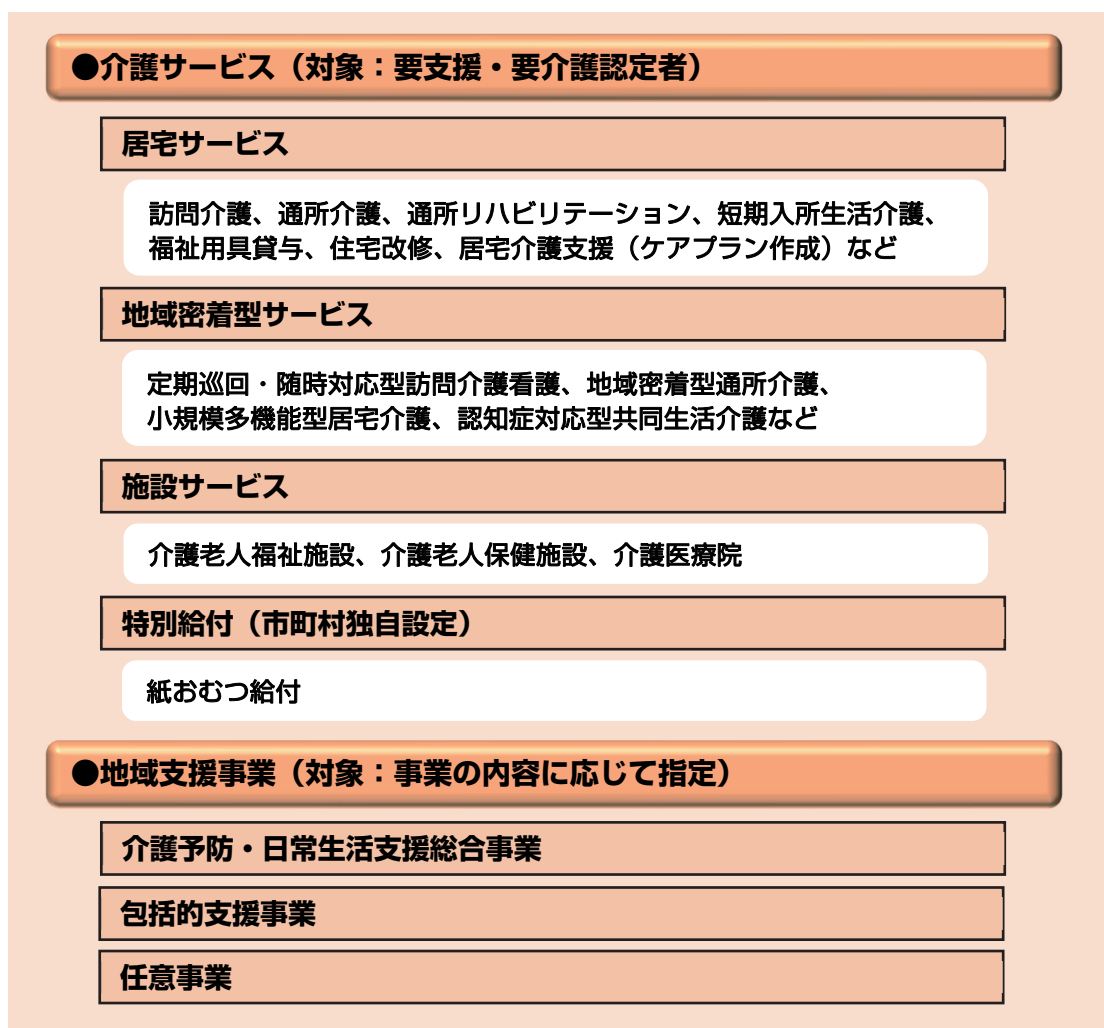 ●介護サービス（対象：要支援・要介護認定者）
居宅サービス
訪問介護、通所介護、通所リハビリテーション、短期入所生活介護、
福祉用具貸与、住宅改修、居宅介護支援（ケアプラン作成）など
地域密着型サービス
定期巡回・随時対応型訪問介護看護、地域密着型通所介護、
小規模多機能型居宅介護、認知症対応型共同生活介護など
施設サービス
介護老人福祉施設、介護老人保健施設、介護医療院
特別給付（市町村独自設定）
紙おむつ給付
●地域支援事業（対象：事業の内容に応じて指定）
介護予防・日常生活支援総合事業
包括的支援事業
任意事業